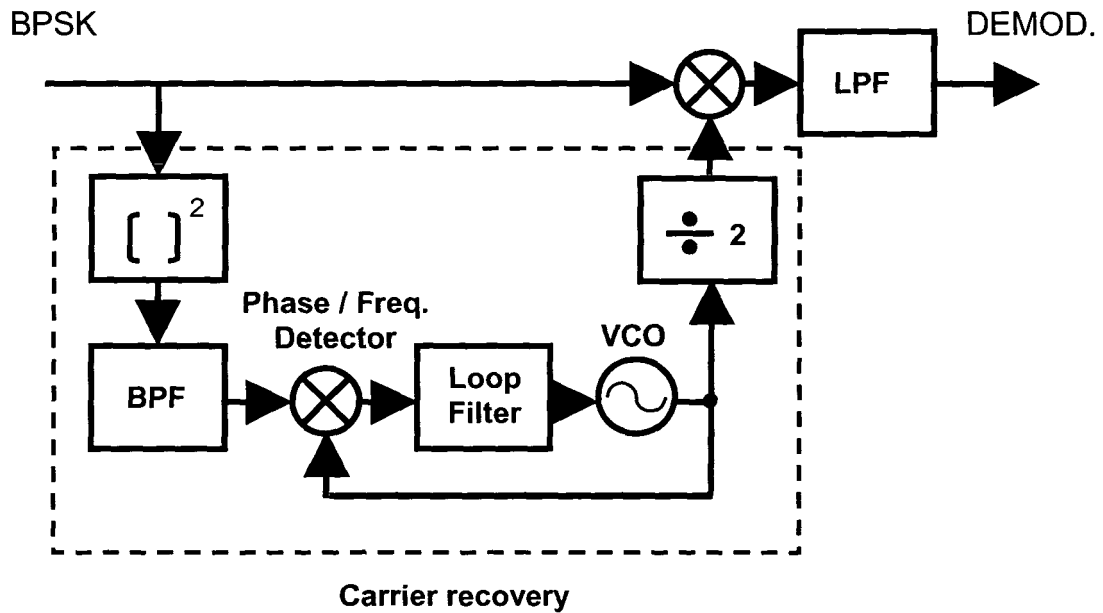 BPSK
DEMOD.
LPF
[ ]²
÷ 2
Phase / Freq.
Detector
VCO
BPF
Loop
Filter
Carrier recovery